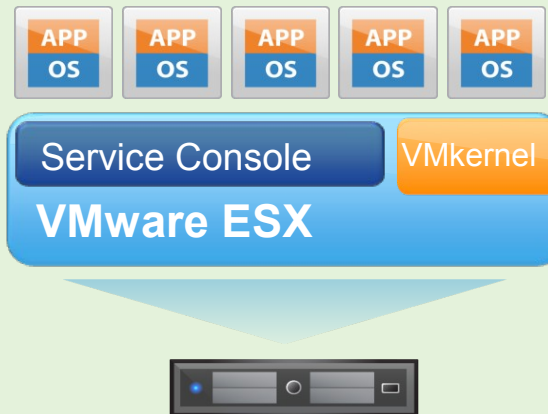 APP APP APP APP APP
OS OS OS OS OS
Service Console VMkernel
VMware ESX